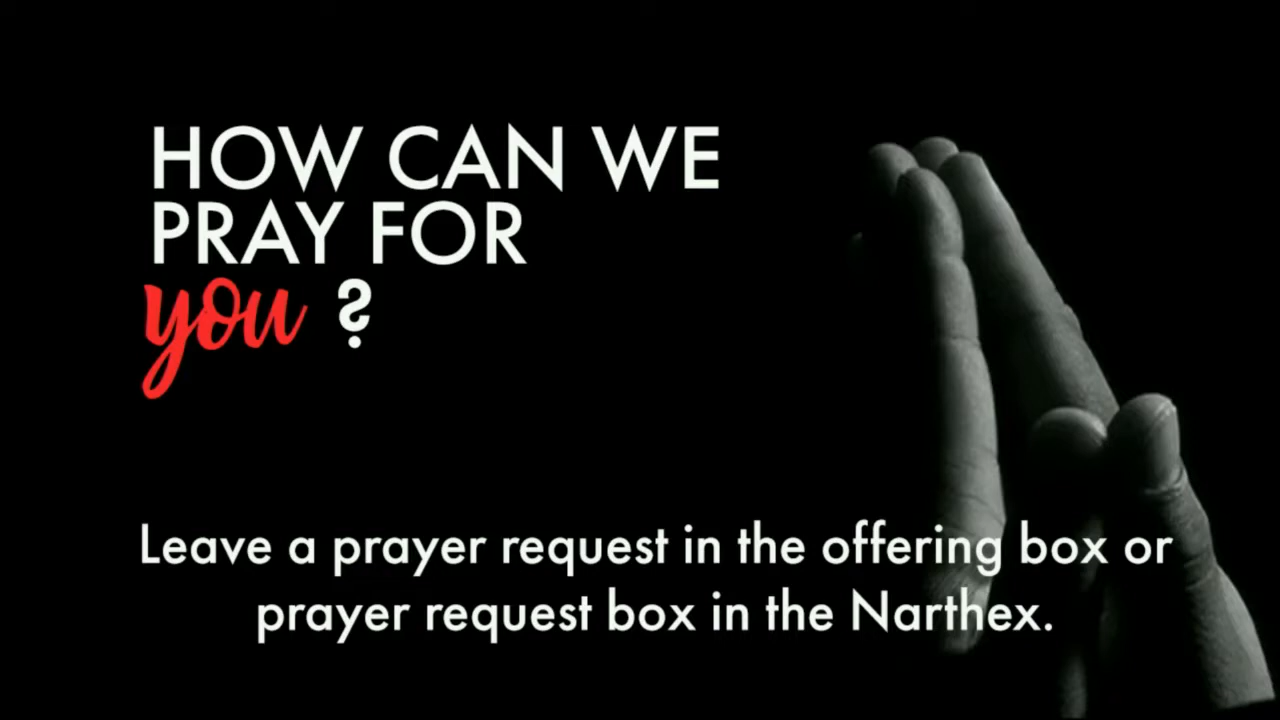 HOW CAN WE
PRAY FOR
you ?
Leave a prayer request in the offering box or
prayer request box in the Narthex.